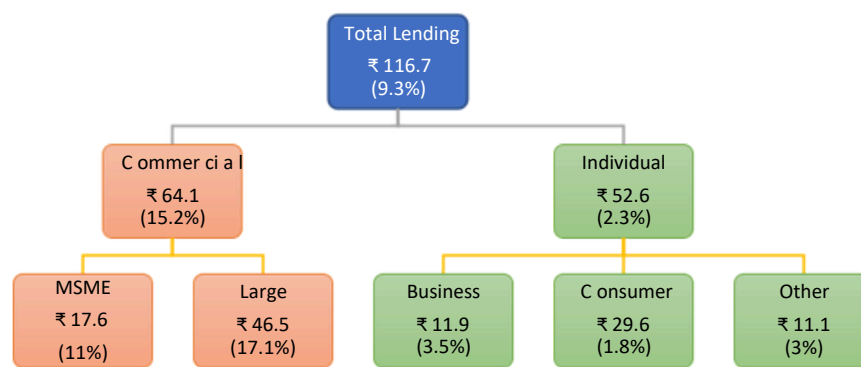 Total Lending
₹ 116.7
(9.3%)
C ommer ci a l
₹ 64.1
(15.2%)
Individual
₹ 52.6
(2.3%)
MSME
₹ 17.6
(11%)
Large
₹ 46.5
(17.1%)
Business
₹ 11.9
(3.5%)
C onsumer
₹ 29.6
(1.8%)
Other
₹ 11.1
(3%)